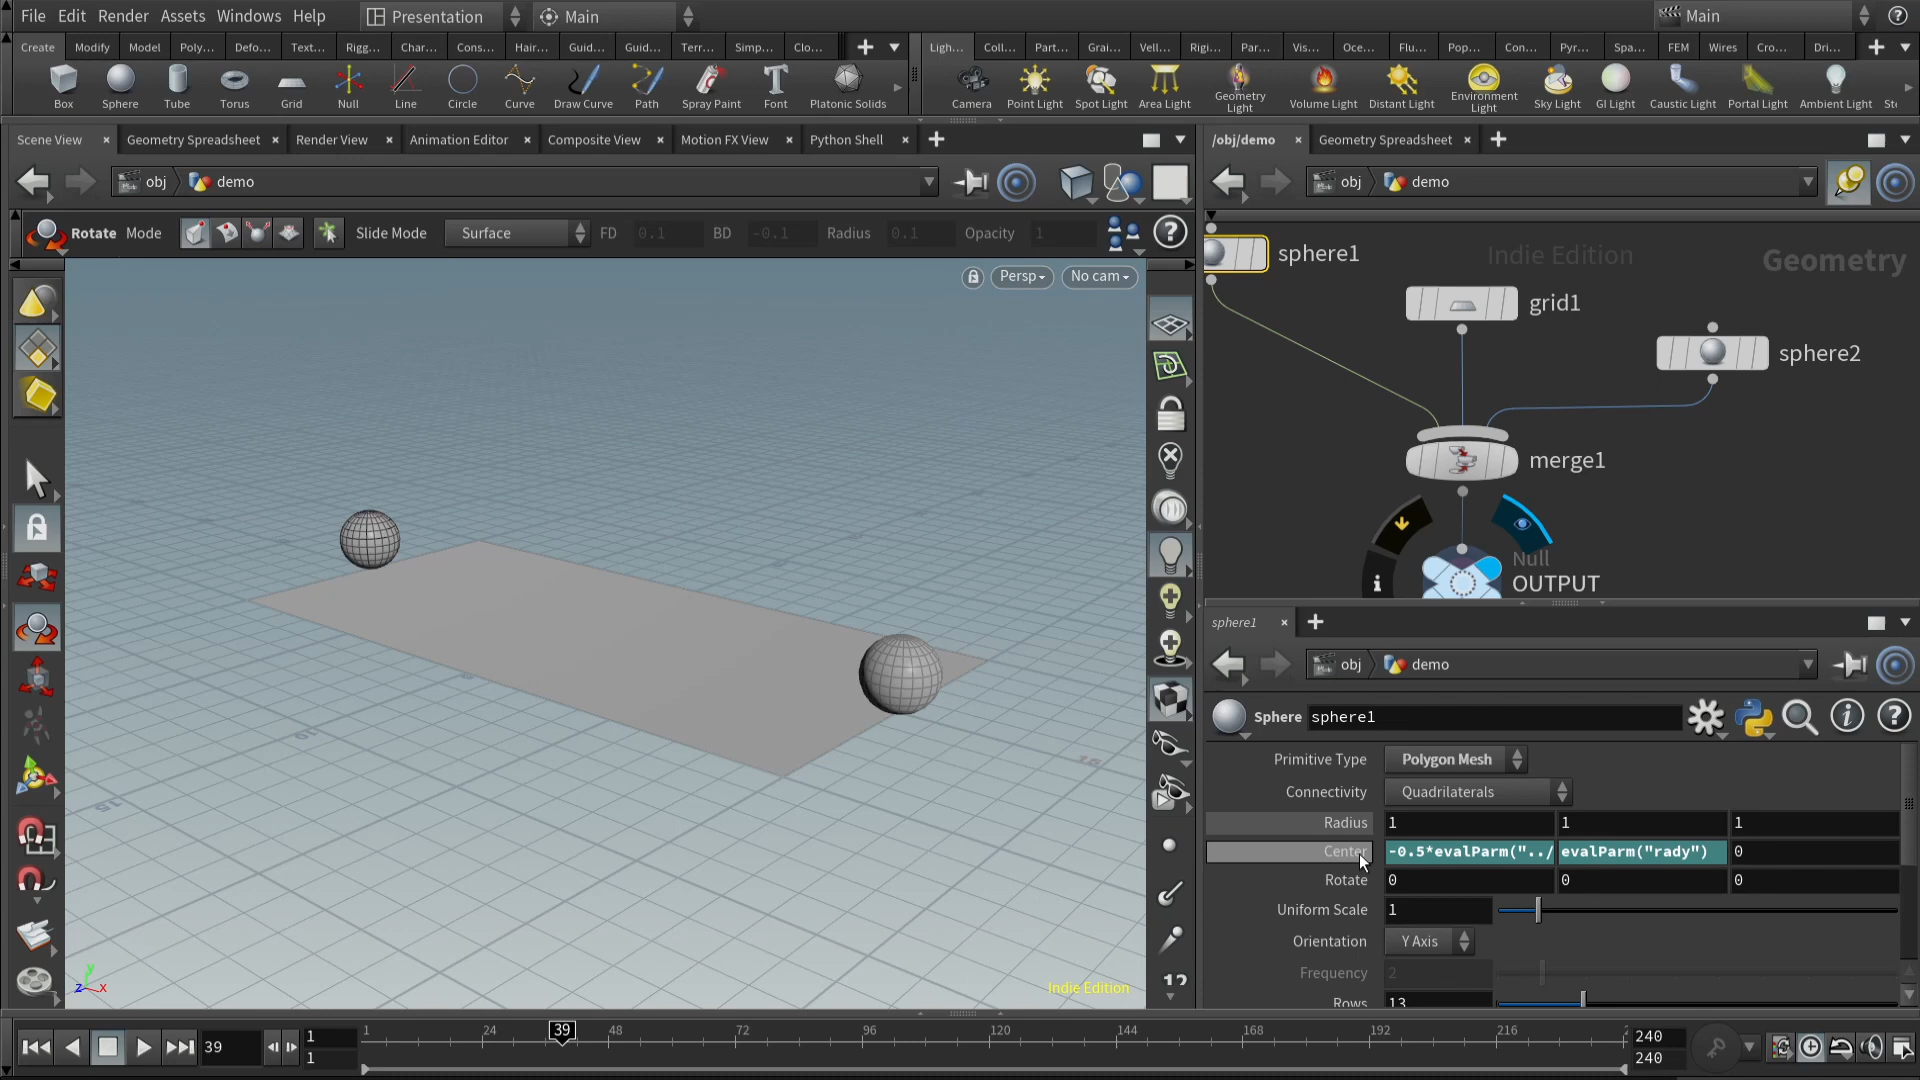 File Edit Render Assets Windows Help Presentation Main Main
Create Modify Model Poly... Defo... Text... Rigg... Char... Cons... Hair... Guid... Guid... Terr... Simp... Clo... Ligh... Coll... Part... Grai... Vell... Rigi... Par... Vis... Oce... Flu... Pop... Con... Pyr... Spa... FEM Wires Cro... Dri...
Box Sphere Tube Torus Grid Null Line Circle Curve Draw Curve Path Spray Paint Font Platonic Solids Camera Point Light Spot Light Area Light Geometry Light Volume Light Distant Light Environment Light Sky Light GI Light Caustic Light Portal Light Ambient Light St
Scene View Geometry Spreadsheet Render View Animation Editor Composite View Motion FX View Python Shell /obj/demo Geometry Spreadsheet
obj demo obj demo
Rotate Mode Slide Mode Surface FD 0.1 BD -0.1 Radius 0.1 Opacity 1
Persp No cam
sphere1 Indie Edition Geometry
grid1
sphere2
merge1
Null
OUTPUT
sphere1
obj demo
Sphere sphere1
Primitive Type Polygon Mesh
Connectivity Quadrilaterals
Radius 1 1 1
Center -0.5*evalParm("../ evalParm("rady") 0
Rotate 0 0 0
Uniform Scale 1
Orientation Y Axis
Frequency 2
Rows 13
15
10
15
12
y
z x
Indie Edition
39 1 1 24 39 48 72 96 120 144 168 192 216 2 240
1 240